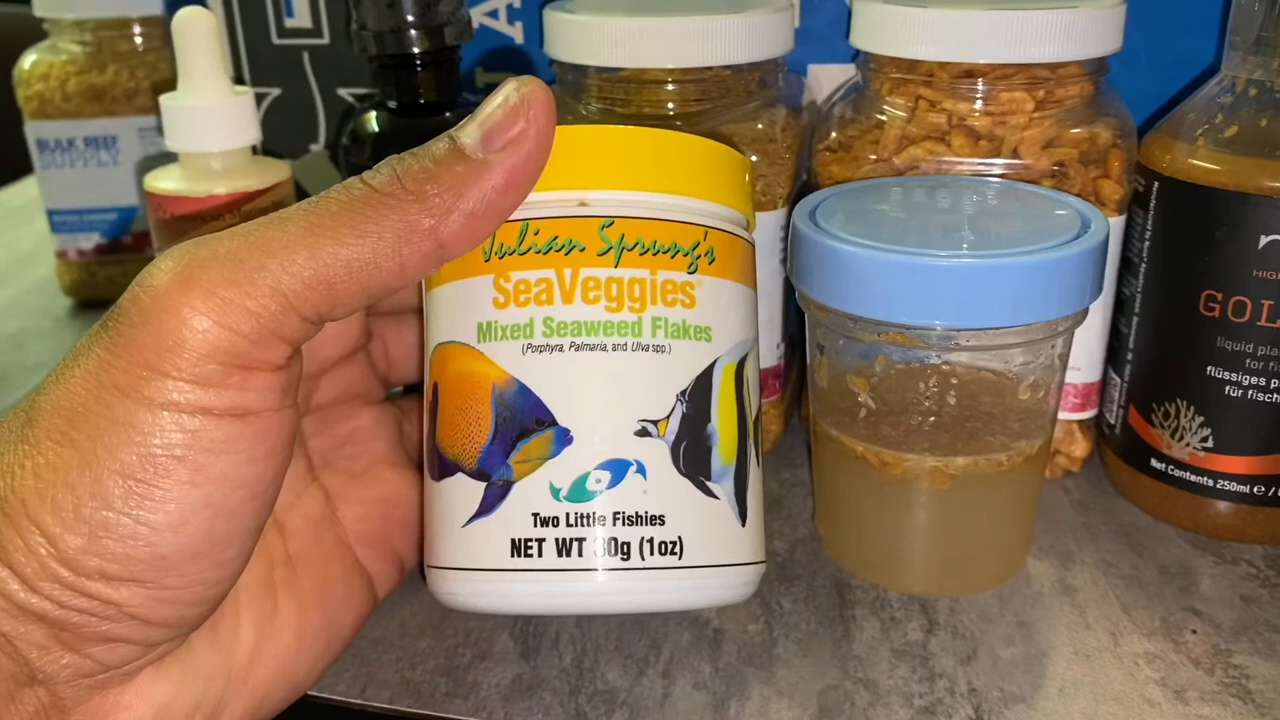 BULK REEF
SUPPLY
Julian Sprung's
SeaVeggies
Mixed Seaweed Flakes
(Porphyra, Palmaria, and Ulva spp.)
Two Little Fishies
NET WT 30g (1oz)
HIG
GOL
liquid pla
for fi
flüssiges p
für fisch
Net Contents 250ml e /